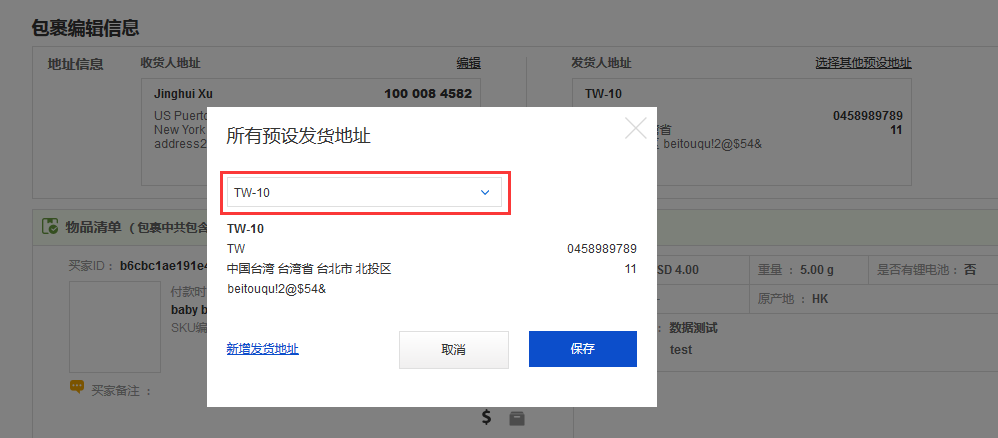 包裹编辑信息
地址信息
收货人地址 编辑
发货人地址 选择其他预设地址
Jinghui Xu 100 008 4582
US Puerto
New York
address2
TW-10
0458989789
11
beitouqu!2@$54&
所有预设发货地址
TW-10
TW-10
TW 0458989789
中国台湾 台湾省 台北市 北投区 11
beitouqu!2@$54&
新增发货地址 取消 保存
物品清单（包裹中共包含
买家ID： b6cbc1ae191e4
付款时
baby b
SKU编
买家备注 ：
SD 4.00 重量 ： 5.00 g 是否有锂电池：否
- 原产地 ： HK
： 数据测试
test
$